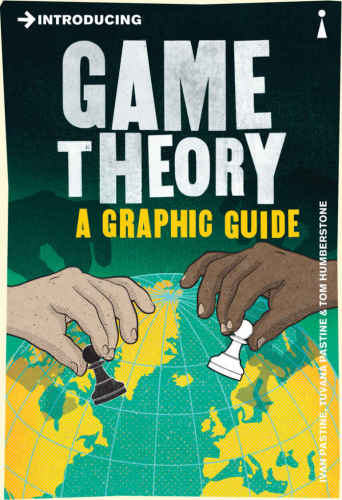 INTRODUCING
GAME
THEORY
A GRAPHIC GUIDE
IVAN PASTINE, TUVANA PASTINE & TOM HUMBERSTONE